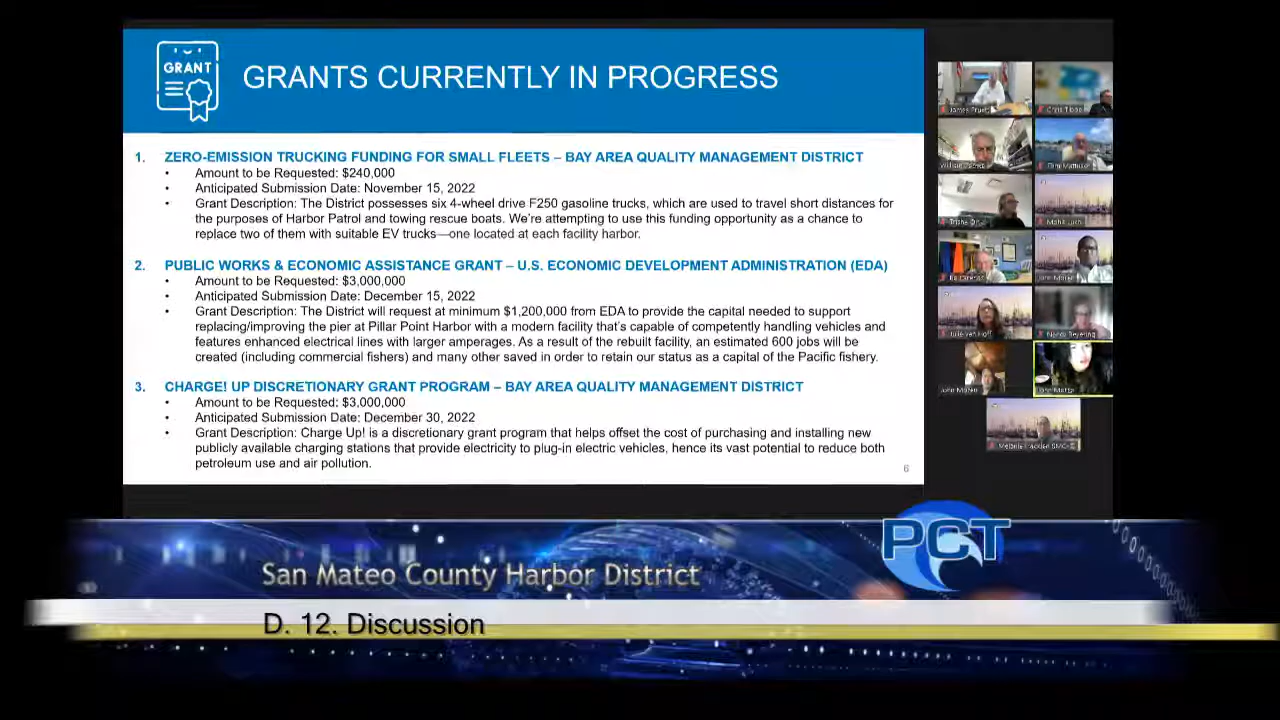 GRANT
GRANTS CURRENTLY IN PROGRESS
1. ZERO-EMISSION TRUCKING FUNDING FOR SMALL FLEETS – BAY AREA QUALITY MANAGEMENT DISTRICT
• Amount to be Requested: $240,000
• Anticipated Submission Date: November 15, 2022
• Grant Description: The District possesses six 4-wheel drive F250 gasoline trucks, which are used to travel short distances for
the purposes of Harbor Patrol and towing rescue boats. We're attempting to use this funding opportunity as a chance to
replace two of them with suitable EV trucks—one located at each facility harbor.
2. PUBLIC WORKS & ECONOMIC ASSISTANCE GRANT – U.S. ECONOMIC DEVELOPMENT ADMINISTRATION (EDA)
• Amount to be Requested: $3,000,000
• Anticipated Submission Date: December 15, 2022
• Grant Description: The District will request at minimum $1,200,000 from EDA to provide the capital needed to support
replacing/improving the pier at Pillar Point Harbor with a modern facility that's capable of competently handling vehicles and
features enhanced electrical lines with larger amperages. As a result of the rebuilt facility, an estimated 600 jobs will be
created (including commercial fishers) and many other saved in order to retain our status as a capital of the Pacific fishery.
3. CHARGE! UP DISCRETIONARY GRANT PROGRAM – BAY AREA QUALITY MANAGEMENT DISTRICT
• Amount to be Requested: $3,000,000
• Anticipated Submission Date: December 30, 2022
• Grant Description: Charge Up! is a discretionary grant program that helps offset the cost of purchasing and installing new
publicly available charging stations that provide electricity to plug-in electric vehicles, hence its vast potential to reduce both
petroleum use and air pollution.
6
James Pruett
William
Julie van Hoff
John Moren
PCT
San Mateo County Harbor District
D. 12. Discussion